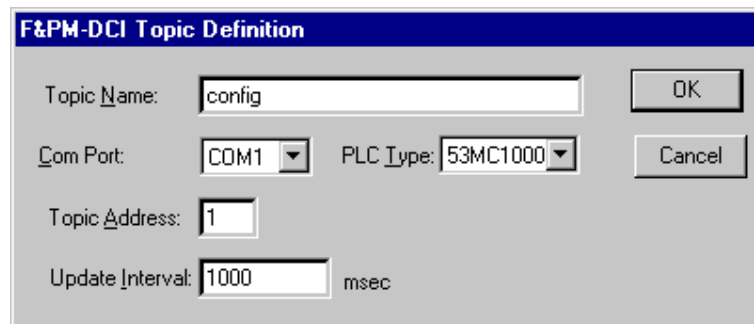 F&PM-DCI Topic Definition
Topic Name: config OK
Com Port: COM1 PLC Type: 53MC1000 Cancel
Topic Address: 1
Update Interval: 1000 msec